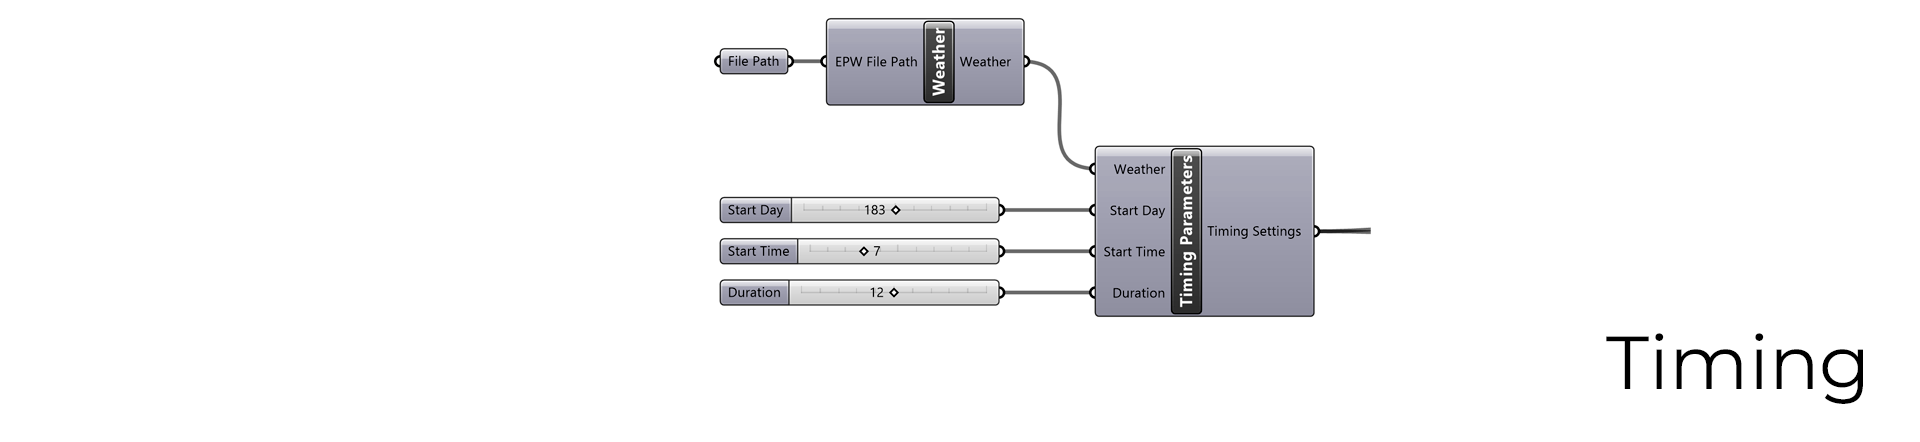 File Path
EPW File Path
Weather
Weather
Start Day 183
Start Time 7
Duration 12
Weather
Start Day
Start Time
Duration
Timing Parameters
Timing Settings
Timing